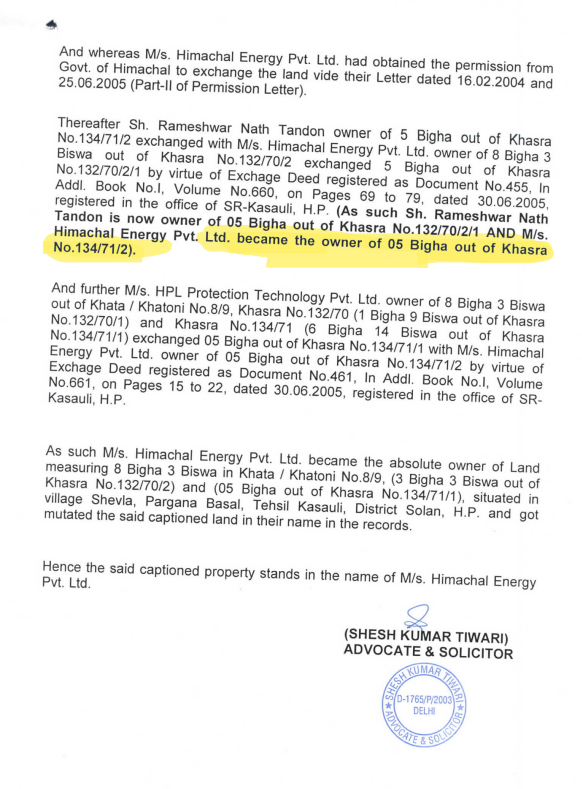 And whereas M/s. Himachal Energy Pvt. Ltd. had obtained the permission from
Govt. of Himachal to exchange the land vide their Letter dated 16.02.2004 and
25.06.2005 (Part-II of Permission Letter).
Thereafter Sh. Rameshwar Nath Tandon owner of 5 Bigha out of Khasra
No.134/71/2 exchanged with M/s. Himachal Energy Pvt. Ltd. owner of 8 Bigha 3
Biswa out of Khasra No.132/70/2 exchanged 5 Bigha out of Khasra
No.132/70/2/1 by virtue of Exchage Deed registered as Document No.455, In
Addl. Book No.I, Volume No.660, on Pages 69 to 79, dated 30.06.2005,
registered in the office of SR-Kasauli, H.P. (As such Sh. Rameshwar Nath
Tandon is now owner of 05 Bigha out of Khasra No.132/70/2/1 AND M/s.
Himachal Energy Pvt. Ltd. became the owner of 05 Bigha out of Khasra
No.134/71/2).
And further M/s. HPL Protection Technology Pvt. Ltd. owner of 8 Bigha 3 Biswa
out of Khata / Khatoni No.8/9, Khasra No.132/70 (1 Bigha 9 Biswa out of Khasra
No.132/70/1) and Khasra No.134/71 (6 Bigha 14 Biswa out of Khasra
No.134/71/1) exchanged 05 Bigha out of Khasra No.134/71/1 with M/s. Himachal
Energy Pvt. Ltd. owner of 05 Bigha out of Khasra No.134/71/2 by virtue of
Exchage Deed registered as Document No.461, In Addl. Book No.I, Volume
No.661, on Pages 15 to 22, dated 30.06.2005, registered in the office of SR-
Kasauli, H.P.
As such M/s. Himachal Energy Pvt. Ltd. became the absolute owner of Land
measuring 8 Bigha 3 Biswa in Khata / Khatoni No.8/9, (3 Bigha 3 Biswa out of
Khasra No.132/70/2) and (05 Bigha out of Khasra No.134/71/1), situated in
village Shevla, Pargana Basal, Tehsil Kasauli, District Solan, H.P. and got
mutated the said captioned land in their name in the records.
Hence the said captioned property stands in the name of M/s. Himachal Energy
Pvt. Ltd.
(SHESH KUMAR TIWARI)
ADVOCATE & SOLICITOR
SHESH KUMAR TIWARI
D-1765/P/2003
DELHI
ADVOCATE & SOLICITOR